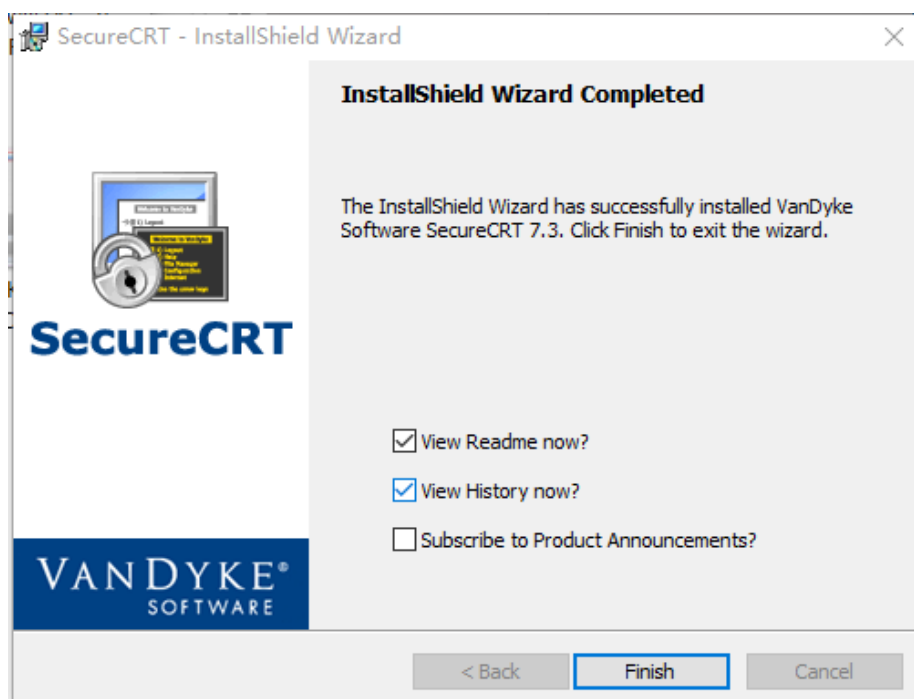 SecureCRT - InstallShield Wizard
InstallShield Wizard Completed
The InstallShield Wizard has successfully installed VanDyke
Software SecureCRT 7.3. Click Finish to exit the wizard.
SecureCRT
View Readme now?
View History now?
Subscribe to Product Announcements?
VANDYKE®
SOFTWARE
< Back
Finish
Cancel